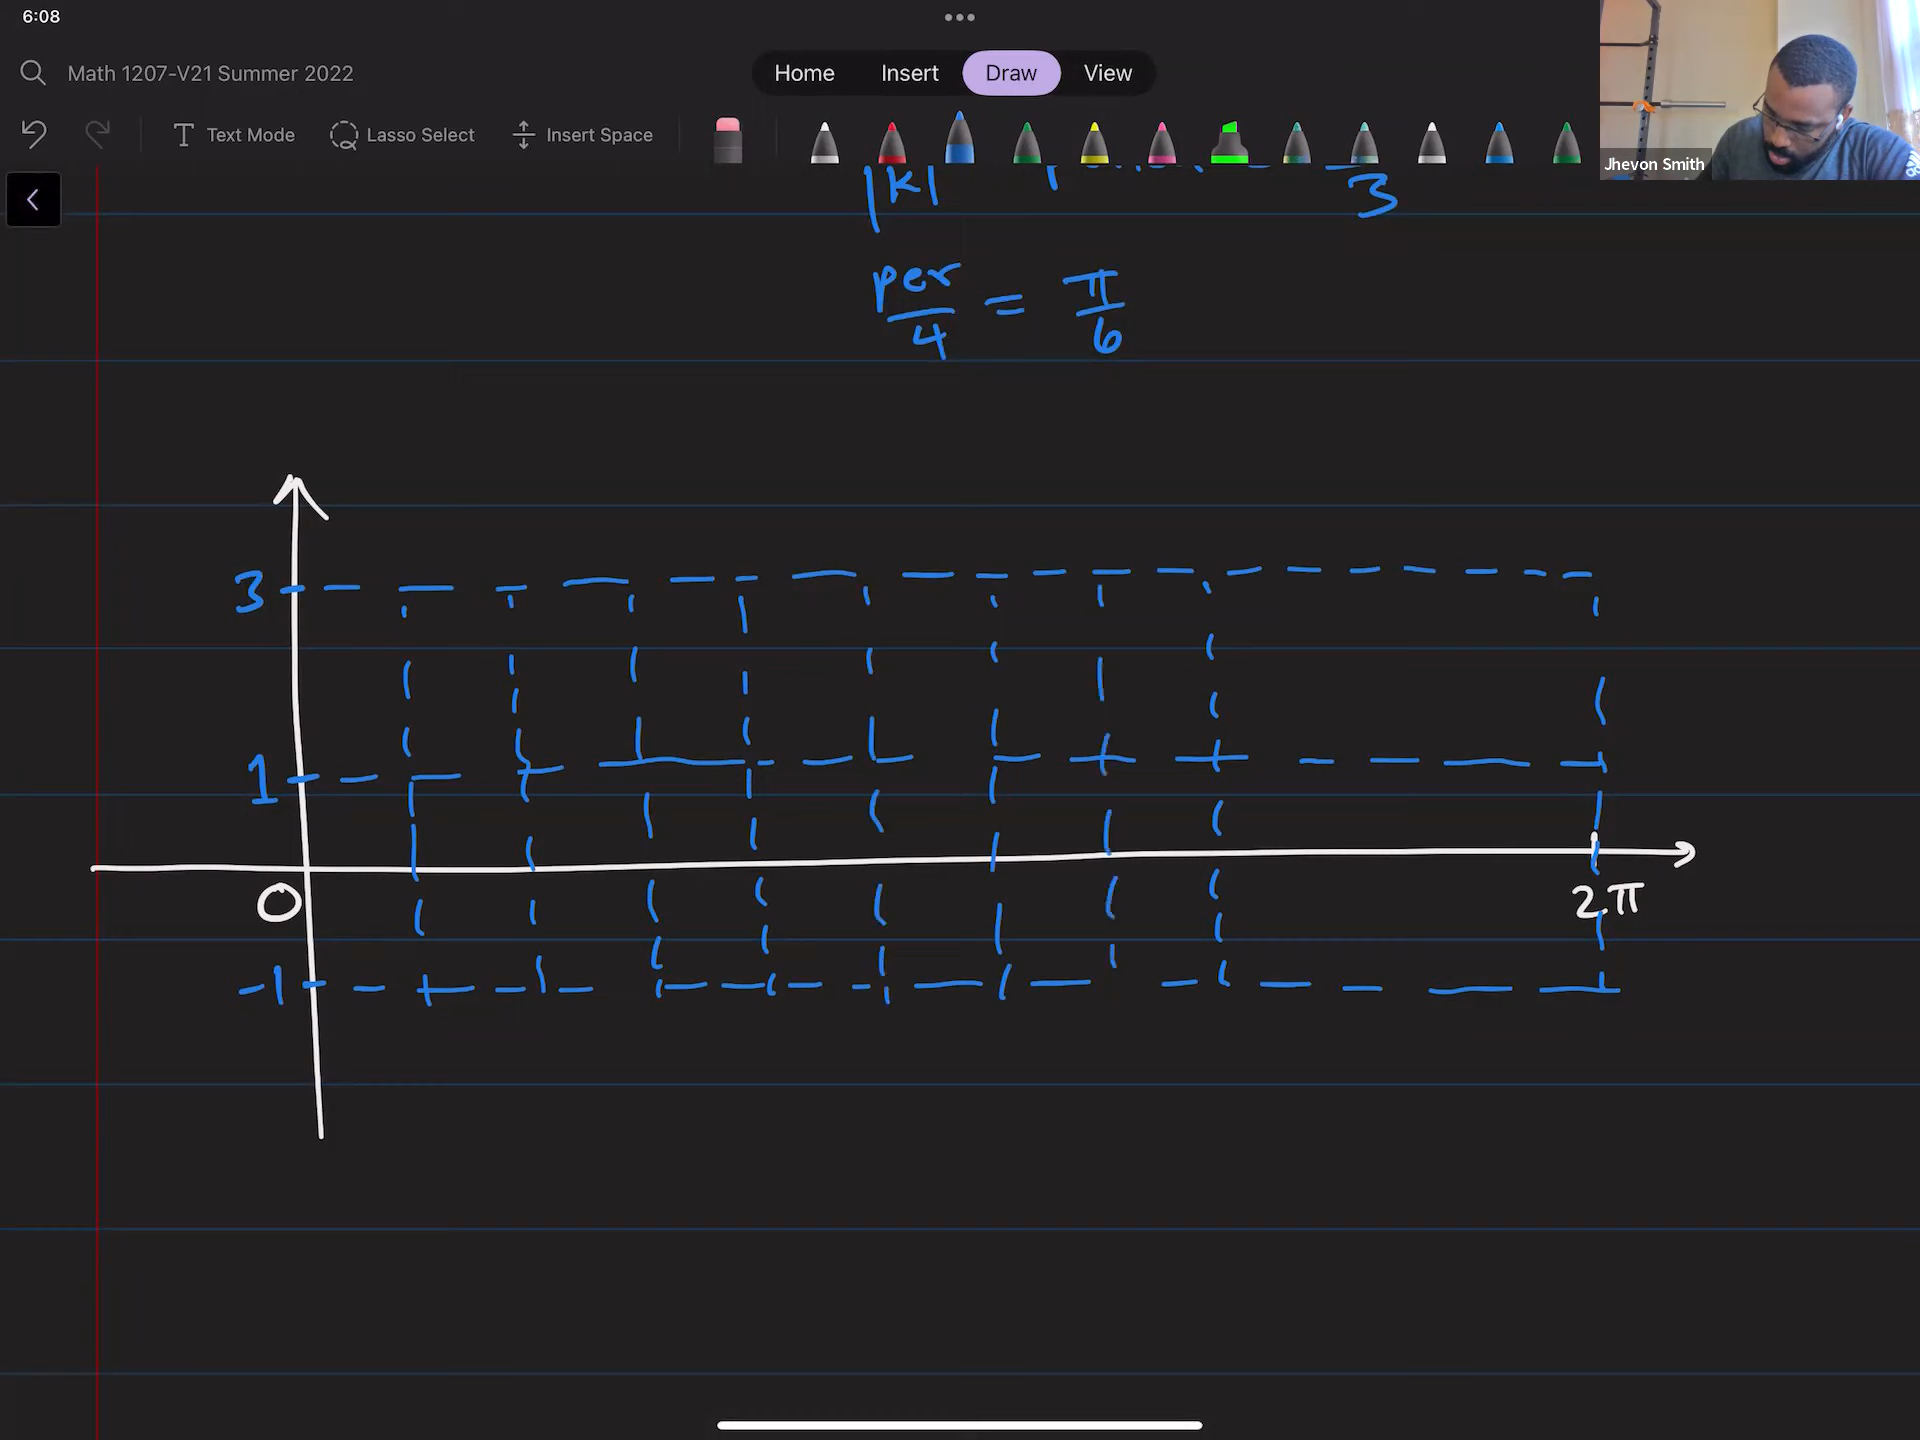 6:08
Math 1207-V21 Summer 2022
Home Insert Draw View
Text Mode Lasso Select Insert Space
Jhevon Smith
|k| 3
per/4 = π/6
3
1
0 2π
-1